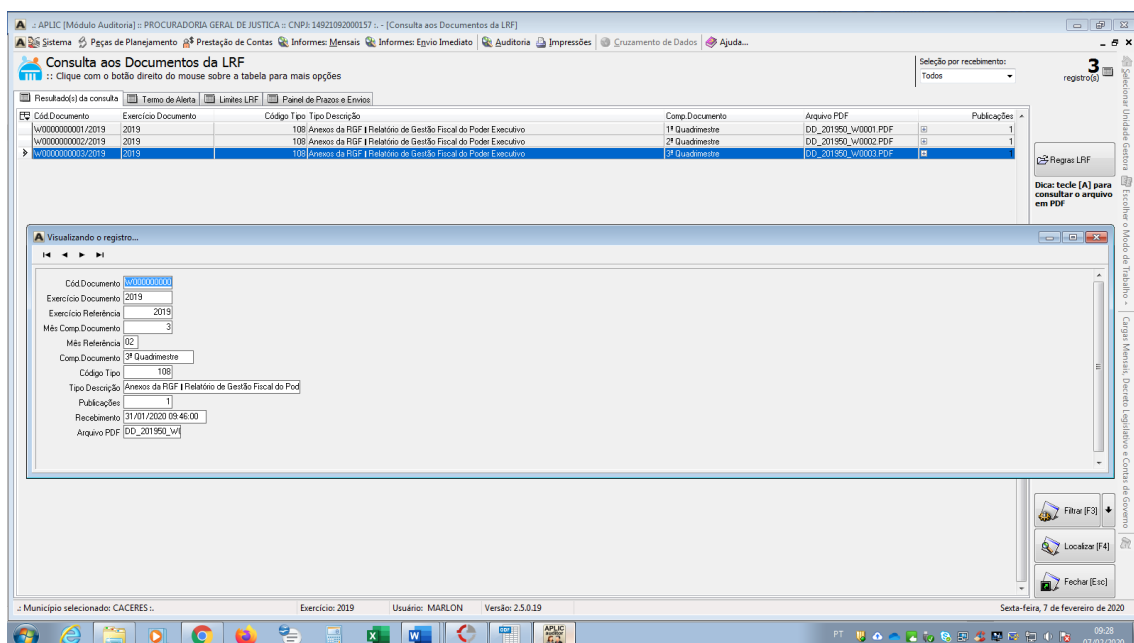 .: APLIC [Módulo Auditoria] :: PROCURADORIA GERAL DE JUSTICA :: CNPJ: 14921092000157 :. - [Consulta aos Documentos da LRF]
Sistema Peças de Planejamento Prestação de Contas Informes: Mensais Informes: Envio Imediato Auditoria Impressões Cruzamento de Dados Ajuda...
Consulta aos Documentos da LRF
:: Clique com o botão direito do mouse sobre a tabela para mais opções
Seleção por recebimento:
Todos
3
registro(s)
Resultado(s) da consulta Termo de Alerta Limites LRF Painel de Prazos e Envios
Cód.Documento Exercício Documento Código Tipo Tipo Descrição Comp.Documento Arquivo PDF Publicações
W0000000001/2019 2019 108 Anexos da RGF | Relatório de Gestão Fiscal do Poder Executivo 1º Quadrimestre DD_201950_W0001.PDF 1
W0000000002/2019 2019 108 Anexos da RGF | Relatório de Gestão Fiscal do Poder Executivo 2º Quadrimestre DD_201950_W0002.PDF 1
W0000000003/2019 2019 108 Anexos da RGF | Relatório de Gestão Fiscal do Poder Executivo 3º Quadrimestre DD_201950_W0003.PDF 1
Regras LRF
Dica: tecle [A] para
consultar o arquivo
em PDF
Visualizando o registro...
Cód.Documento W000000000
Exercício Documento 2019
Exercício Referência 2019
Mês Comp.Documento 3
Mês Referência 02
Comp.Documento 3º Quadrimestre
Código Tipo 108
Tipo Descrição Anexos da RGF | Relatório de Gestão Fiscal do Pod
Publicações 1
Recebimento 31/01/2020 09:46:00
Arquivo PDF DD_201950_W
Filtrar [F3]
Localizar [F4]
Fechar [Esc]
Selecionar Unidade Gestora
Escolher o Modo de Trabalho
Cargas Mensais, Decreto Legislativo e Contas de Governo
.: Município selecionado: CACERES :. Exercício: 2019 Usuário: MARLON Versão: 2.5.0.19 Sexta-feira, 7 de fevereiro de 2020
APLIC
PT
09:28
07/02/2020